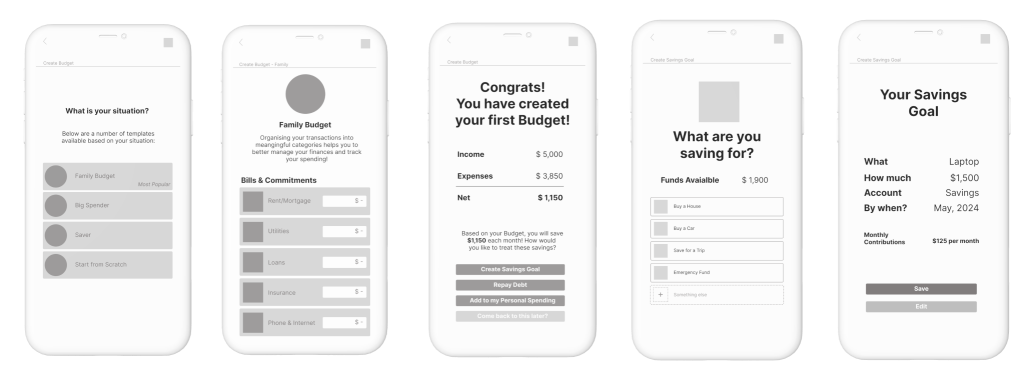 Create Budget
What is your situation?
Below are a number of templates
available based on your situation:
Family Budget
Most Popular
Big Spender
Saver
Start from Scratch
Create Budget - Family
Family Budget
Organising your transactions into
meaningful categories helps you to
better manage your finances and track
your spending!
Bills & Commitments
Rent/Mortgage $ -
Utilities $ -
Loans $ -
Insurance $ -
Phone & Internet $ -
Create Budget
Congrats!
You have created
your first Budget!
Income $ 5,000
Expenses $ 3,850
Net $ 1,150
Based on your Budget, you will save
$1,150 each month! How would
you like to treat these savings?
Create Savings Goal
Repay Debt
Add to my Personal Spending
Come back to this later?
Create Savings Goal
What are you
saving for?
Funds Avaialble $ 1,900
Buy a House
Buy a Car
Save for a Trip
Emergency Fund
+ Something else
Create Savings Goal
Your Savings
Goal
What Laptop
How much $1,500
Account Savings
By when? May, 2024
Monthly
Contributions $125 per month
Save
Edit